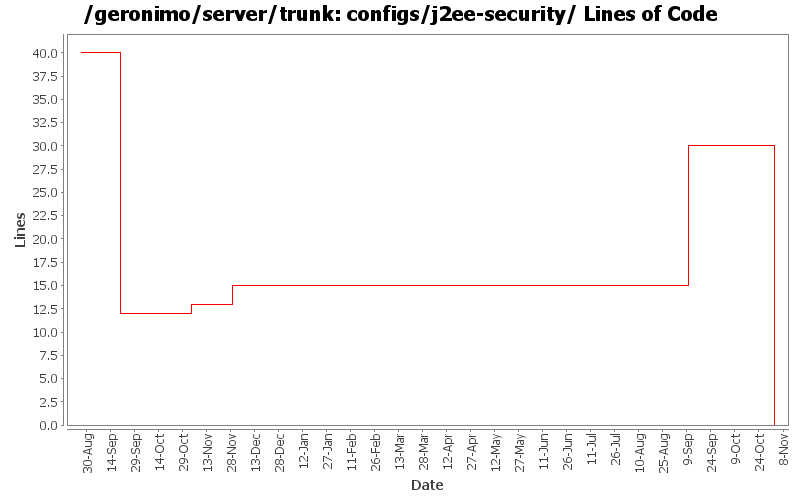 /geronimo/server/trunk: configs/j2ee-security/ Lines of Code
40.0
37.5
35.0
32.5
30.0
27.5
25.0
22.5
20.0
17.5
15.0
12.5
10.0
7.5
5.0
2.5
0.0
Lines
30-Aug
14-Sep
29-Sep
14-Oct
29-Oct
13-Nov
28-Nov
13-Dec
28-Dec
12-Jan
27-Jan
11-Feb
26-Feb
13-Mar
28-Mar
12-Apr
27-Apr
12-May
27-May
11-Jun
26-Jun
11-Jul
26-Jul
10-Aug
25-Aug
9-Sep
24-Sep
9-Oct
24-Oct
8-Nov
Date